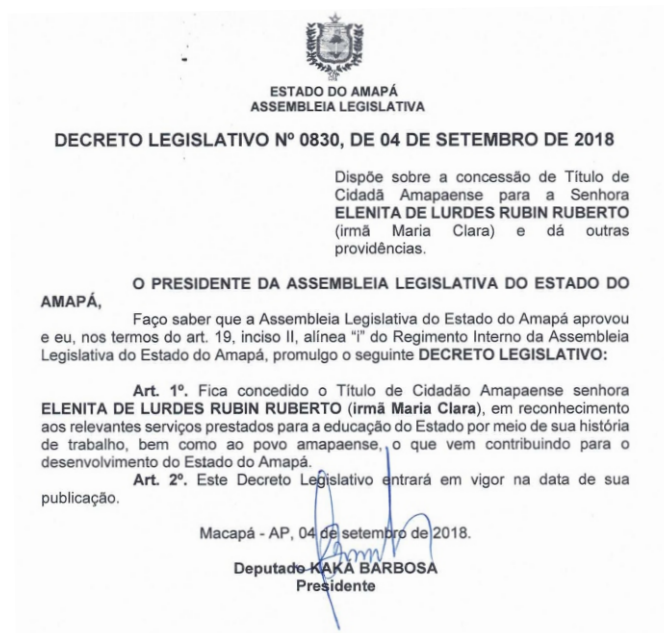 ESTADO DO AMAPÁ
ASSEMBLEIA LEGISLATIVA
DECRETO LEGISLATIVO Nº 0830, DE 04 DE SETEMBRO DE 2018
Dispõe sobre a concessão de Título de
Cidadã Amapaense para a Senhora
ELENITA DE LURDES RUBIN RUBERTO
(irmã Maria Clara) e dá outras
providências.
O PRESIDENTE DA ASSEMBLEIA LEGISLATIVA DO ESTADO DO
AMAPÁ,
Faço saber que a Assembleia Legislativa do Estado do Amapá aprovou
e eu, nos termos do art. 19, inciso II, alínea “i” do Regimento Interno da Assembleia
Legislativa do Estado do Amapá, promulgo o seguinte DECRETO LEGISLATIVO:
Art. 1º. Fica concedido o Título de Cidadão Amapaense senhora
ELENITA DE LURDES RUBIN RUBERTO (irmã Maria Clara), em reconhecimento
aos relevantes serviços prestados para a educação do Estado por meio de sua história
de trabalho, bem como ao povo amapaense, o que vem contribuindo para o
desenvolvimento do Estado do Amapá.
Art. 2º. Este Decreto Legislativo entrará em vigor na data de sua
publicação.
Macapá - AP, 04 de setembro de 2018.
Deputado KAKÁ BARBOSA
Presidente